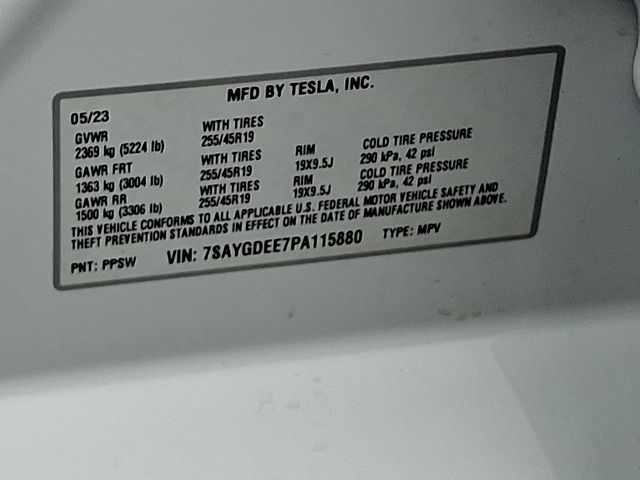 MFD BY TESLA, INC.
05/23
GVWR WITH TIRES
2369 kg (5224 lb) 255/45R19 RIM COLD TIRE PRESSURE
GAWR FRT WITH TIRES 19X9.5J 290 kPa, 42 psi
1363 kg (3004 lb) 255/45R19 RIM COLD TIRE PRESSURE
GAWR RR WITH TIRES 19X9.5J 290 kPa, 42 psi
1500 kg (3306 lb) 255/45R19
THIS VEHICLE CONFORMS TO ALL APPLICABLE U.S. FEDERAL MOTOR VEHICLE SAFETY AND
THEFT PREVENTION STANDARDS IN EFFECT ON THE DATE OF MANUFACTURE SHOWN ABOVE.
PNT: PPSW VIN: 7SAYGDEE7PA115880 TYPE: MPV